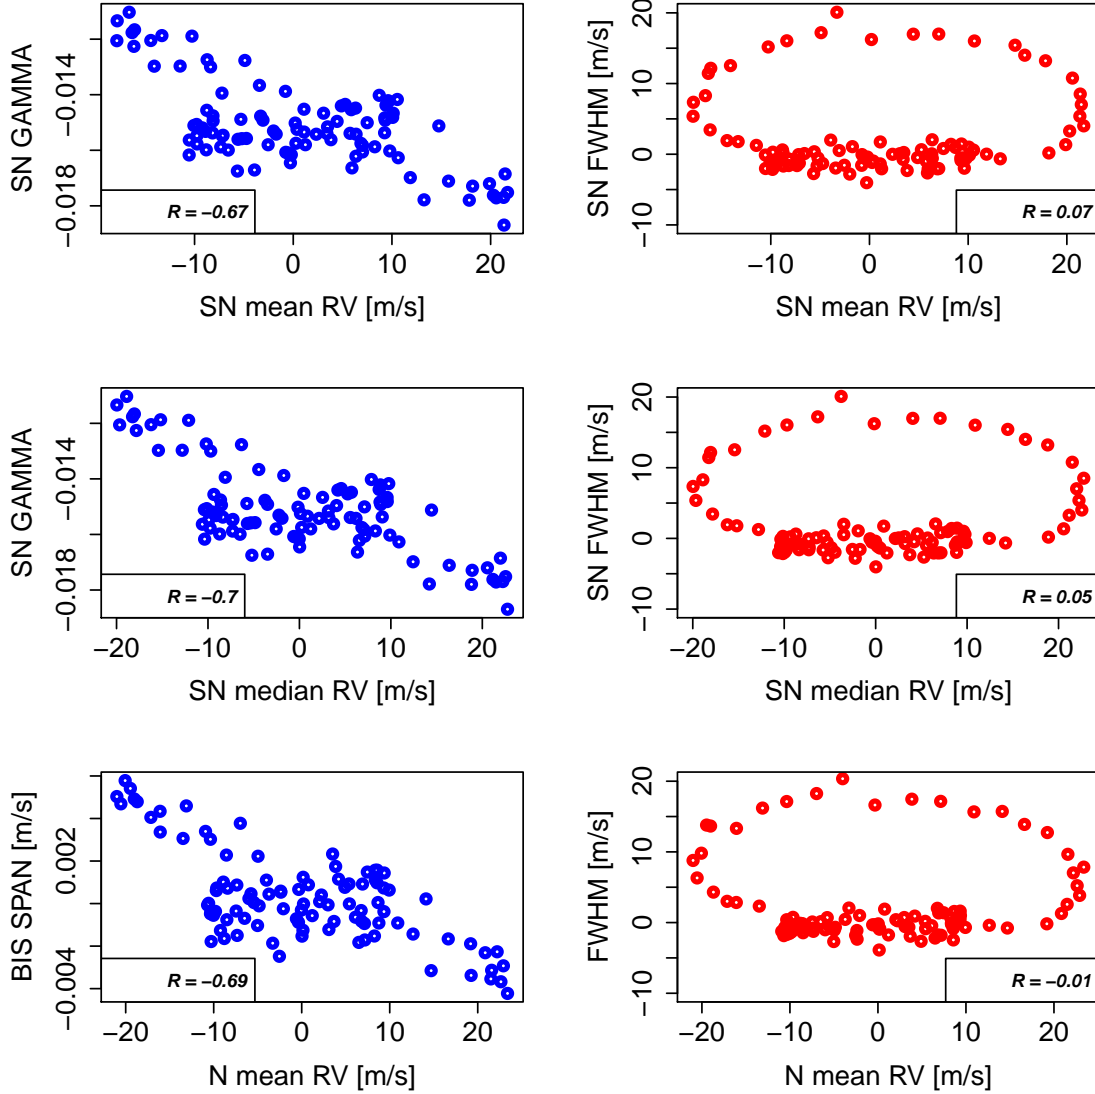 SN GAMMA
−0.018
−0.014
R = −0.67
−10
0
10
20
SN mean RV [m/s]
SN FWHM [m/s]
−10
0
10
20
R = 0.07
−10
0
10
20
SN mean RV [m/s]
SN GAMMA
−0.018
−0.014
R = −0.7
−20
−10
0
10
20
SN median RV [m/s]
SN FWHM [m/s]
−10
0
10
20
R = 0.05
−20
−10
0
10
20
SN median RV [m/s]
BIS SPAN [m/s]
−0.004
0.002
R = −0.69
−20
−10
0
10
20
N mean RV [m/s]
FWHM [m/s]
−10
0
10
20
R = −0.01
−20
−10
0
10
20
N mean RV [m/s]